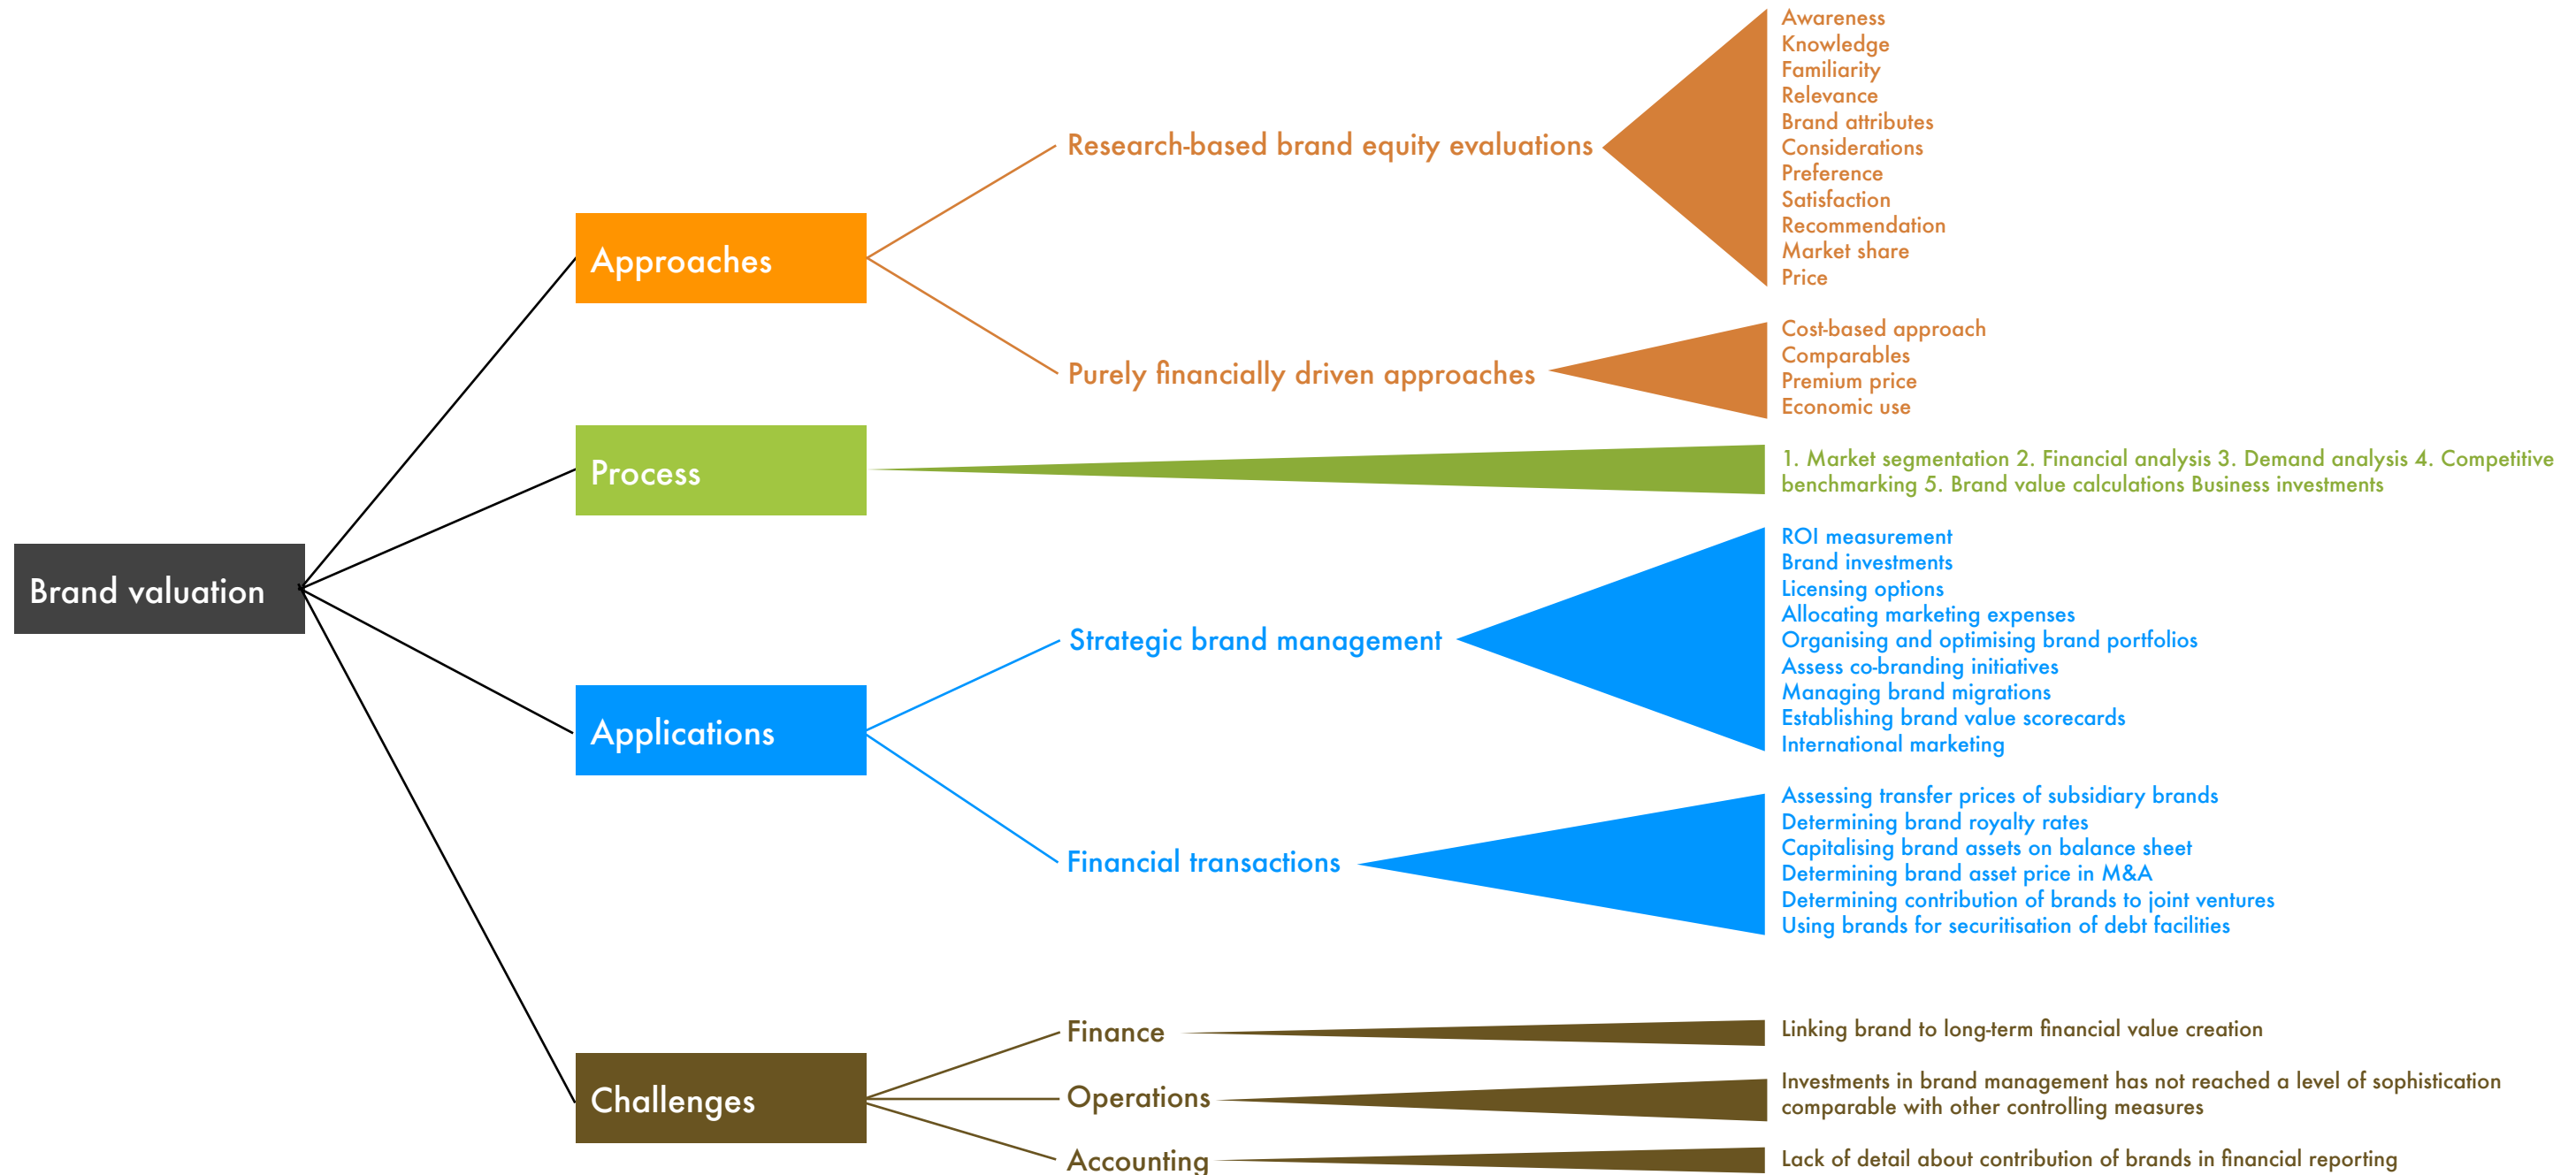 Brand valuation
Approaches
Research-based brand equity evaluations
Awareness
Knowledge
Familiarity
Relevance
Brand attributes
Considerations
Preference
Satisfaction
Recommendation
Market share
Price
Purely financially driven approaches
Cost-based approach
Comparables
Premium price
Economic use
Process
1. Market segmentation 2. Financial analysis 3. Demand analysis 4. Competitive
benchmarking 5. Brand value calculations Business investments
Applications
Strategic brand management
ROI measurement
Brand investments
Licensing options
Allocating marketing expenses
Organising and optimising brand portfolios
Assess co-branding initiatives
Managing brand migrations
Establishing brand value scorecards
International marketing
Financial transactions
Assessing transfer prices of subsidiary brands
Determining brand royalty rates
Capitalising brand assets on balance sheet
Determining brand asset price in M&A
Determining contribution of brands to joint ventures
Using brands for securitisation of debt facilities
Challenges
Finance
Linking brand to long-term financial value creation
Operations
Investments in brand management has not reached a level of sophistication
comparable with other controlling measures
Accounting
Lack of detail about contribution of brands in financial reporting